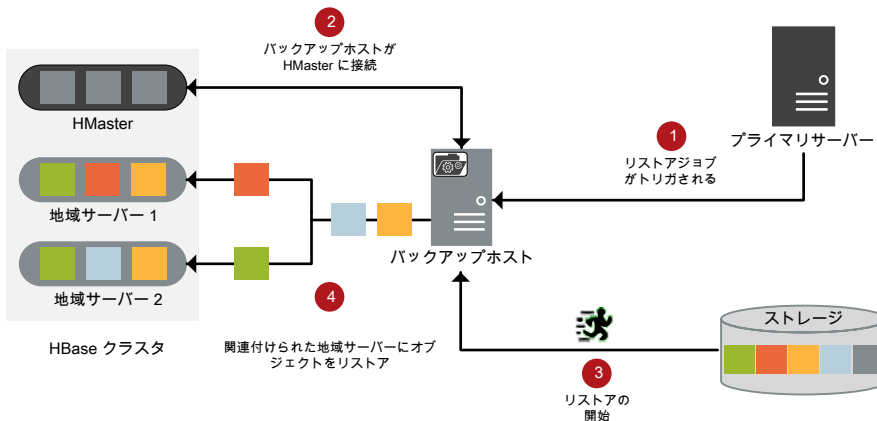 2
バックアップホストが
HMaster に接続
HMaster
1
リストアジョブ
がトリガされる
プライマリサーバー
地域サーバー 1
バックアップホスト
地域サーバー 2
4
関連付けられた地域サーバーにオブ
ジェクトをリストア
HBase クラスタ
ストレージ
3
リストアの
開始